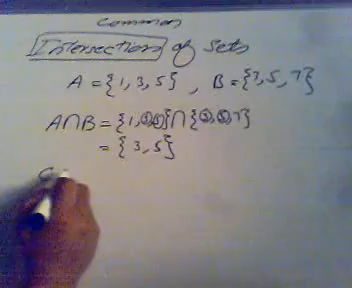 Common
Intersection of Sets
A = {1, 3, 5} , B = {3, 5, 7}
A∩B = {1, 3, 5} ∩ {3, 5, 7}
= {3, 5}
C